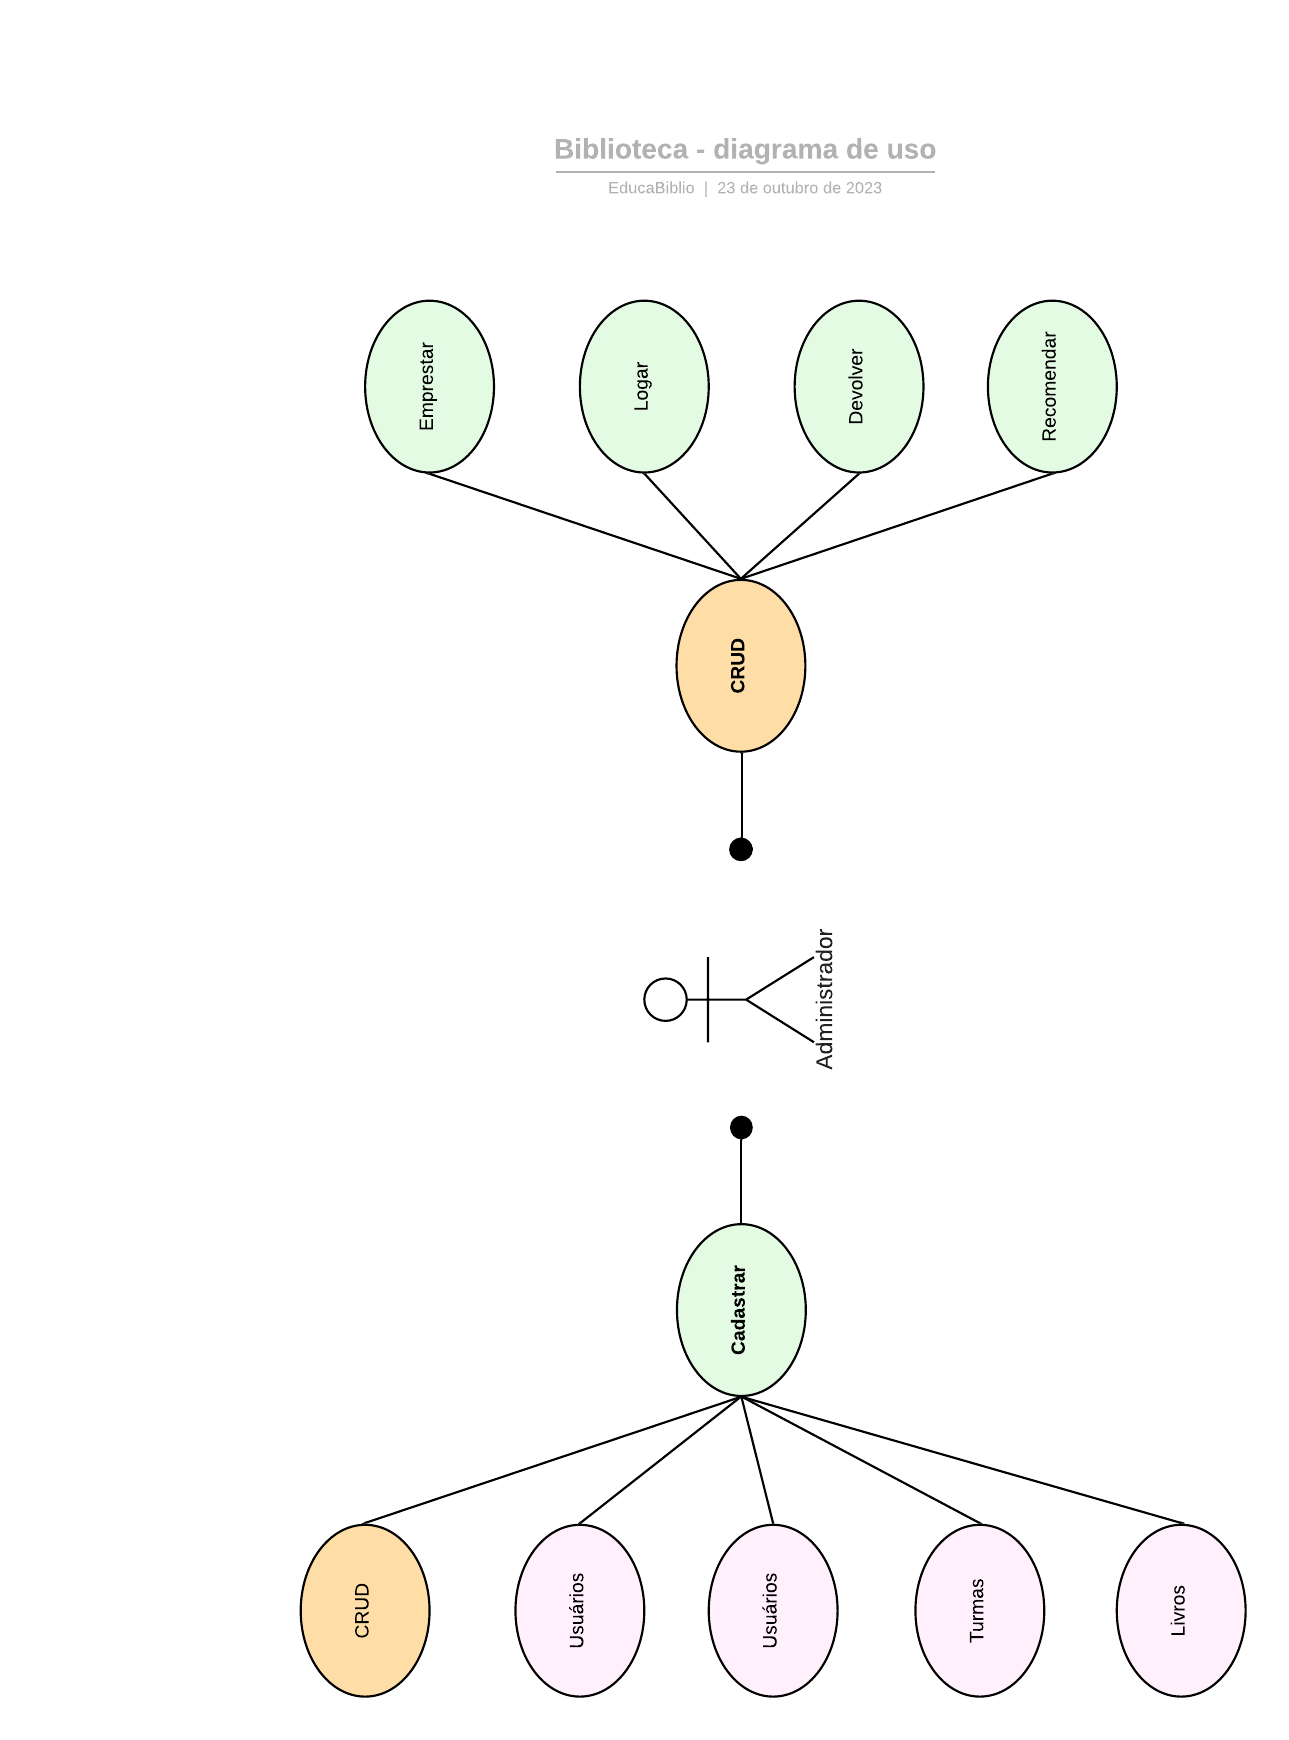 Biblioteca - diagrama de uso
EducaBiblio | 23 de outubro de 2023
Emprestar
Logar
Devolver
Recomendar
CRUD
Administrador
Cadastrar
CRUD
Usuários
Usuários
Turmas
Livros